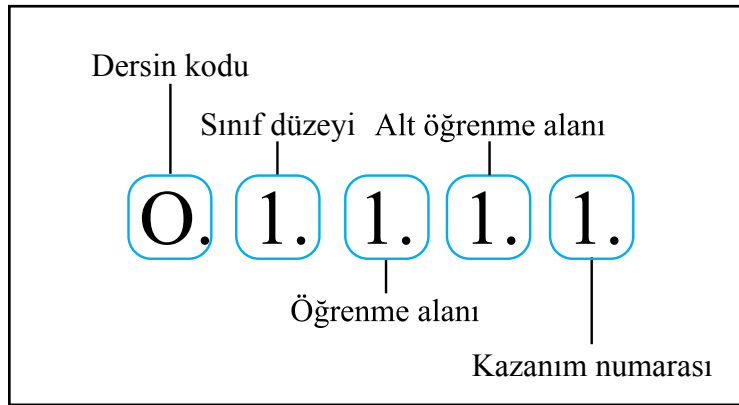 Dersin kodu
Sınıf düzeyi Alt öğrenme alanı
O. 1. 1. 1. 1.
Öğrenme alanı
Kazanım numarası